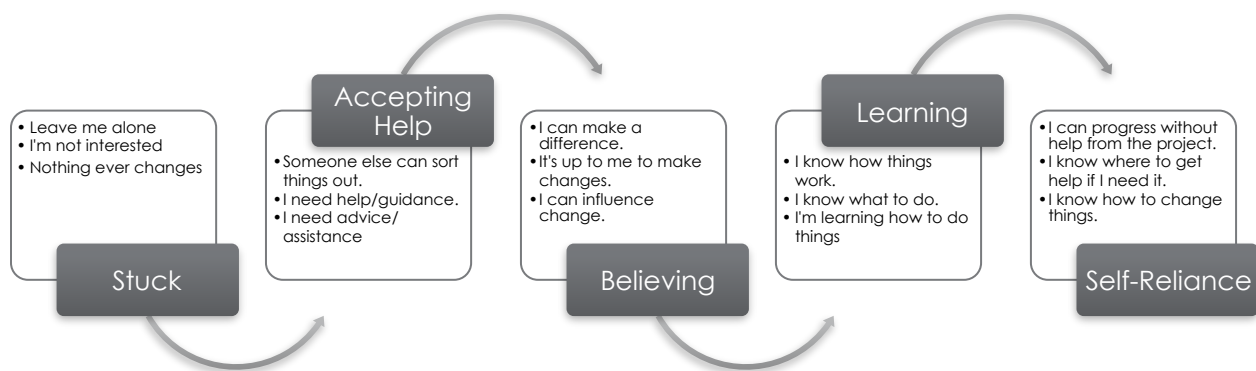 • Leave me alone
• I'm not interested
• Nothing ever changes
Stuck
Accepting
Help
• Someone else can sort
things out.
• I need help/guidance.
• I need advice/
assistance
• I can make a
difference.
• It's up to me to make
changes.
• I can influence
change.
Believing
Learning
• I know how things
work.
• I know what to do.
• I'm learning how to do
things
• I can progress without
help from the project.
• I know where to get
help if I need it.
• I know how to change
things.
Self-Reliance